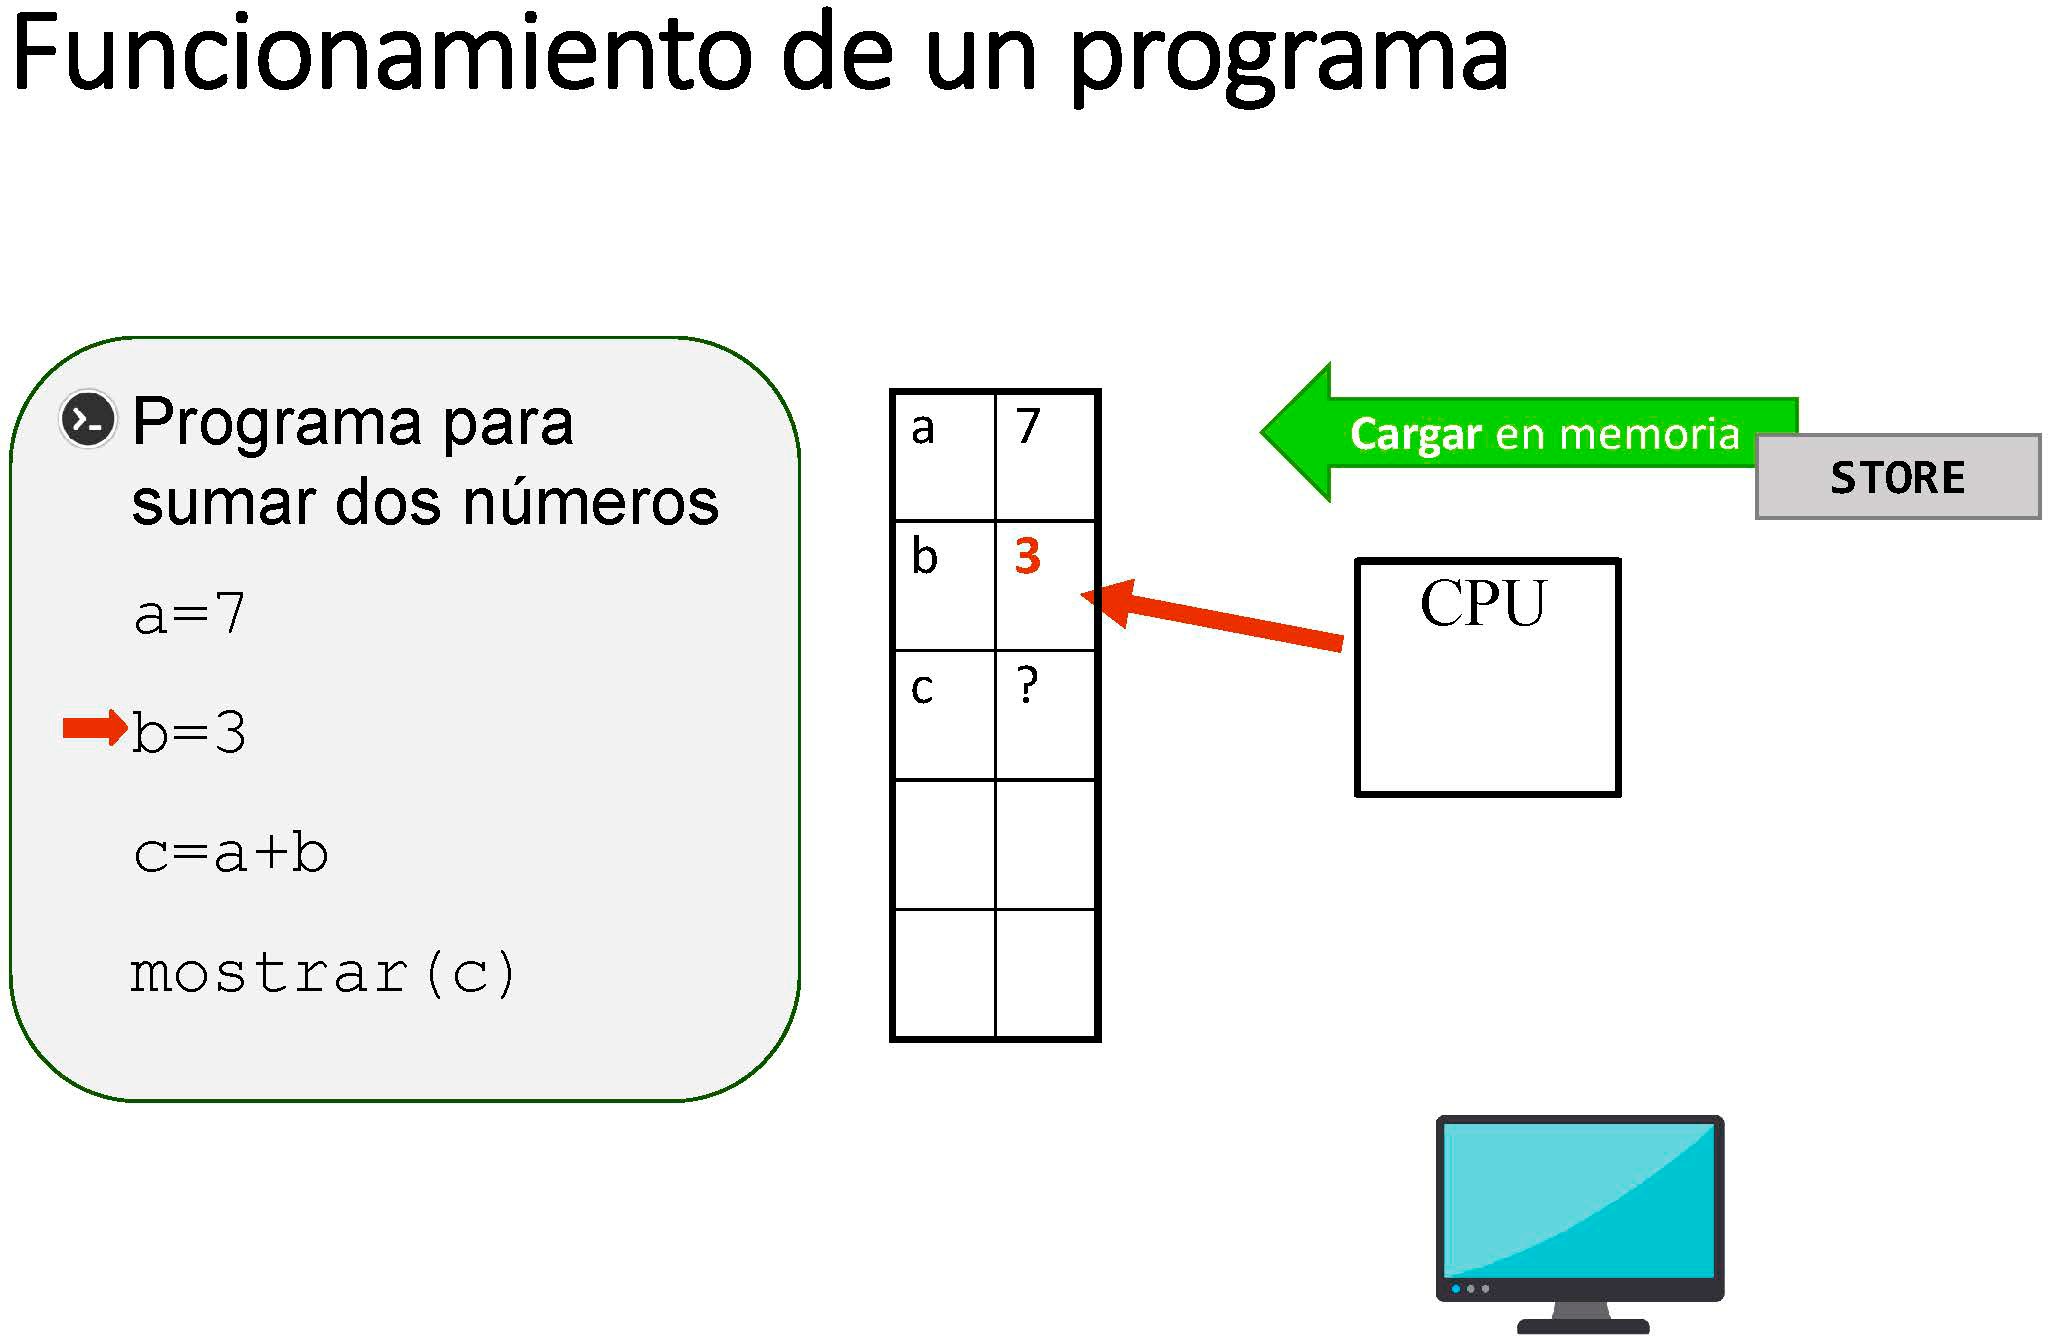 Funcionamiento de un programa
Programa para
sumar dos números
a=7
b=3
c=a+b
mostrar(c)
a 7
b 3
c ?
Cargar en memoria
STORE
CPU